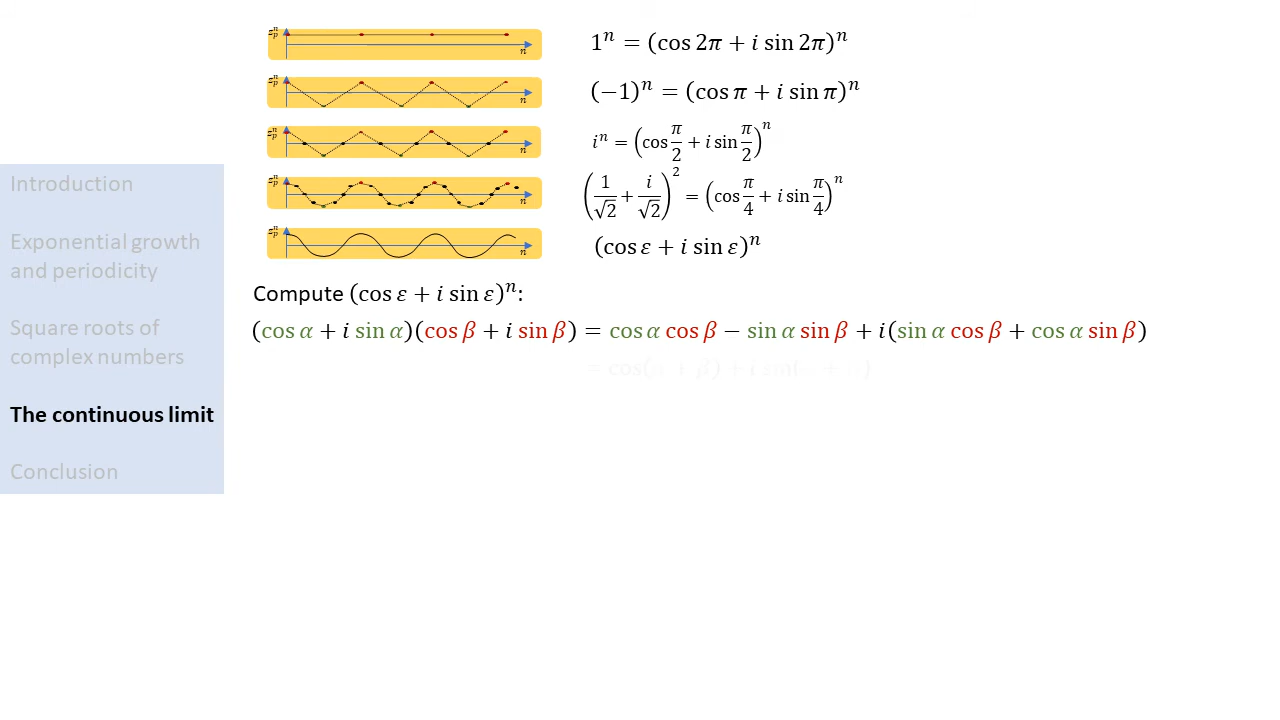 1ⁿ = (cos 2π + i sin 2π)ⁿ
(−1)ⁿ = (cos π + i sin π)ⁿ
iⁿ = (cos π/2 + i sin π/2)ⁿ
(1/√2 + i/√2)² = (cos π/4 + i sin π/4)ⁿ
(cos ε + i sin ε)ⁿ
n
n
n
n
n
Introduction
Exponential growth
and periodicity
Square roots of
complex numbers
The continuous limit
Conclusion
Compute (cos ε + i sin ε)ⁿ:
(cos α + i sin α)(cos β + i sin β) = cos α cos β − sin α sin β + i(sin α cos β + cos α sin β)
= cos(α + β) + i sin(α + β)